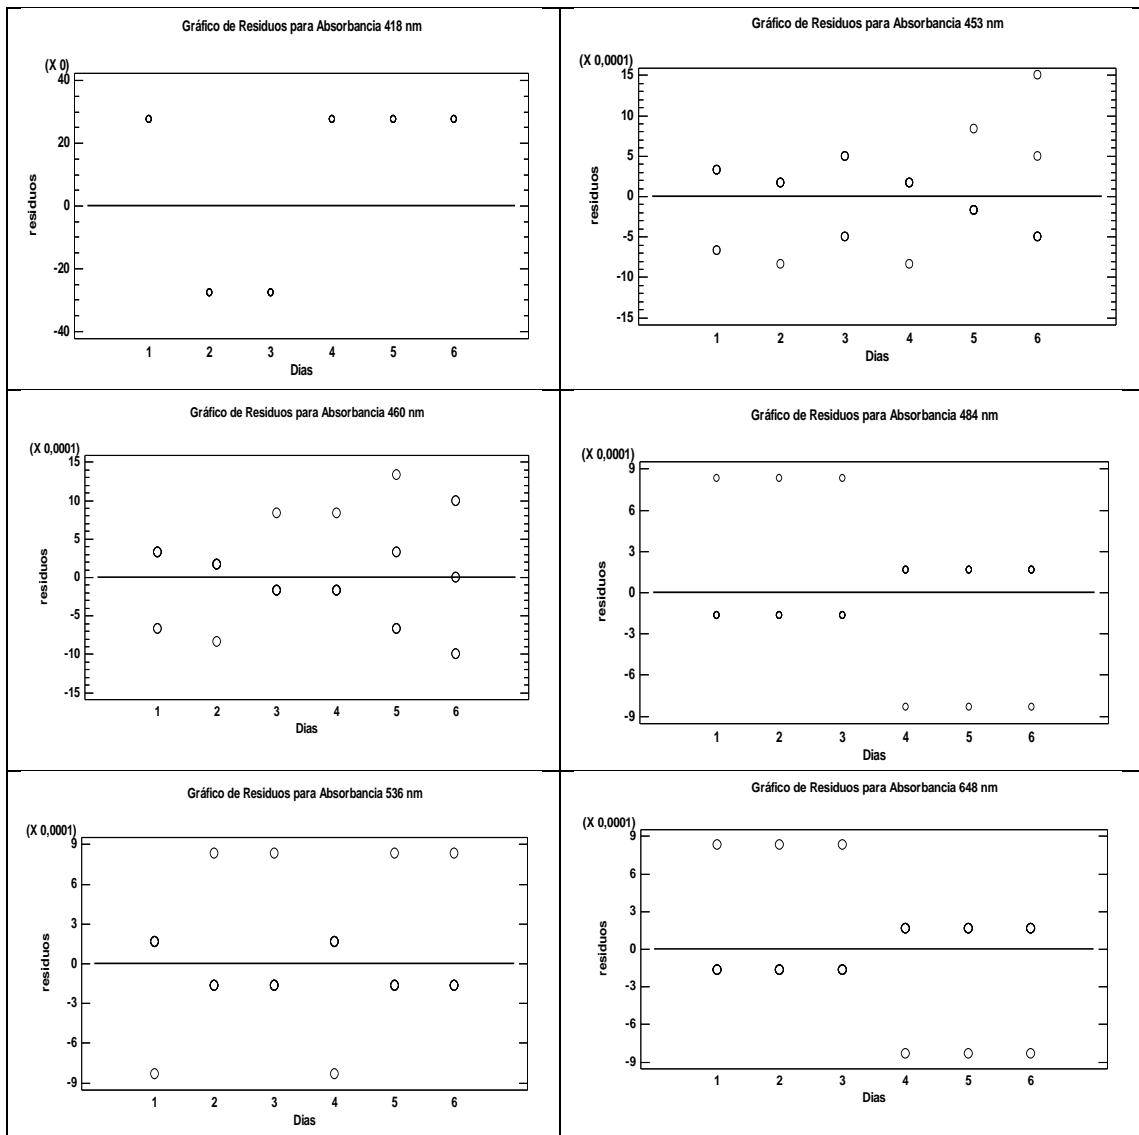 Gráfico de Residuos para Absorbancia 418 nm
(X 0)
40
20
0
-20
-40
residuos
1 2 3 4 5 6
Dias
Gráfico de Residuos para Absorbancia 453 nm
(X 0,0001)
15
10
5
0
-5
-10
-15
residuos
1 2 3 4 5 6
Dias
Gráfico de Residuos para Absorbancia 460 nm
(X 0,0001)
15
10
5
0
-5
-10
-15
residuos
1 2 3 4 5 6
Dias
Gráfico de Residuos para Absorbancia 484 nm
(X 0,0001)
9
6
3
0
-3
-6
-9
residuos
1 2 3 4 5 6
Dias
Gráfico de Residuos para Absorbancia 536 nm
(X 0,0001)
9
6
3
0
-3
-6
-9
residuos
1 2 3 4 5 6
Dias
Gráfico de Residuos para Absorbancia 648 nm
(X 0,0001)
9
6
3
0
-3
-6
-9
residuos
1 2 3 4 5 6
Dias